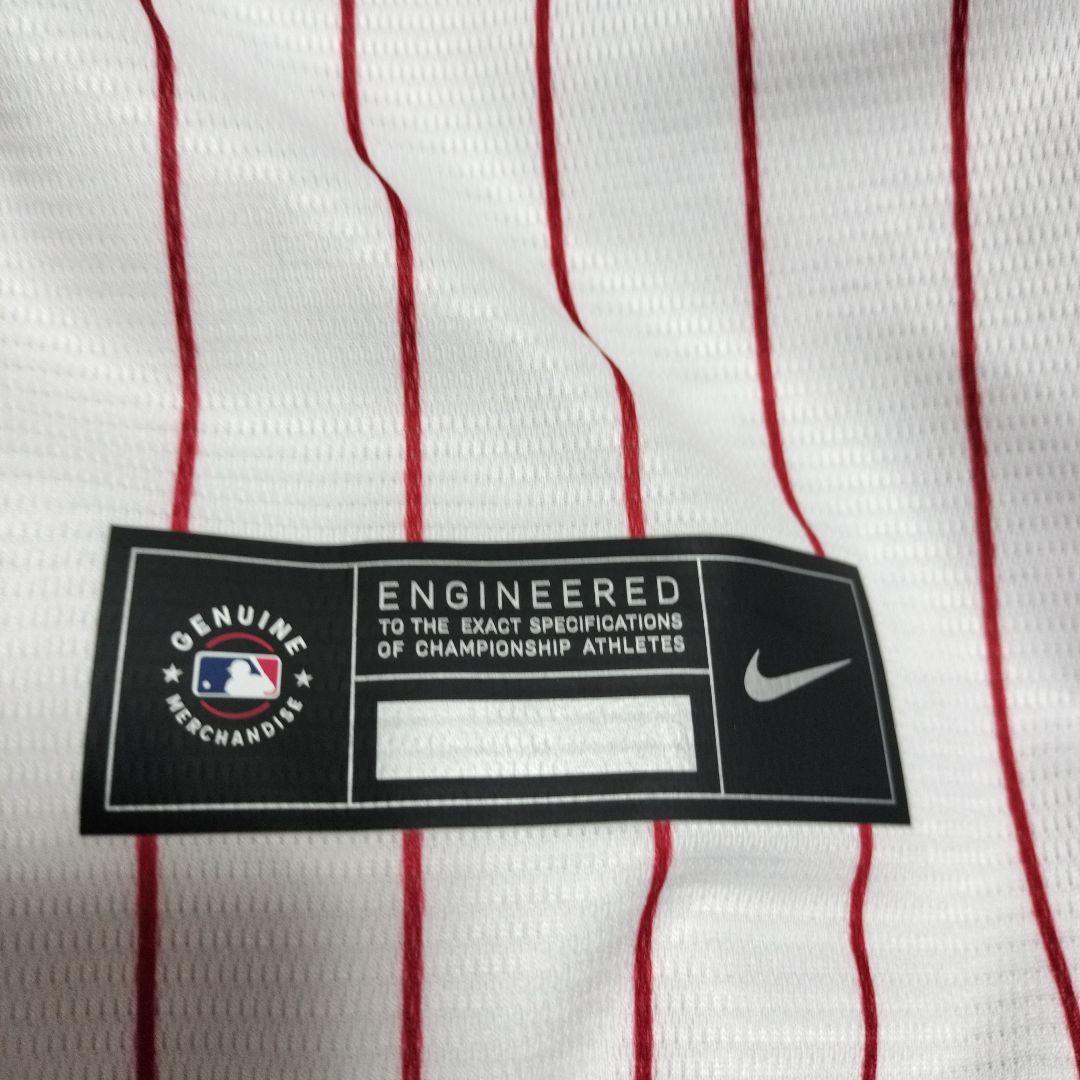 GENUINE
MERCHANDISE
ENGINEERED
TO THE EXACT SPECIFICATIONS
OF CHAMPIONSHIP ATHLETES